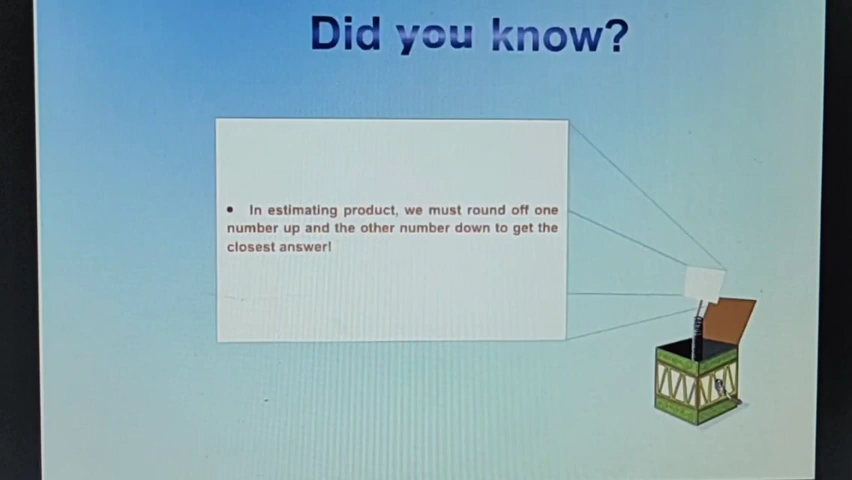 Did you know?
• In estimating product, we must round off one
number up and the other number down to get the
closest answer!